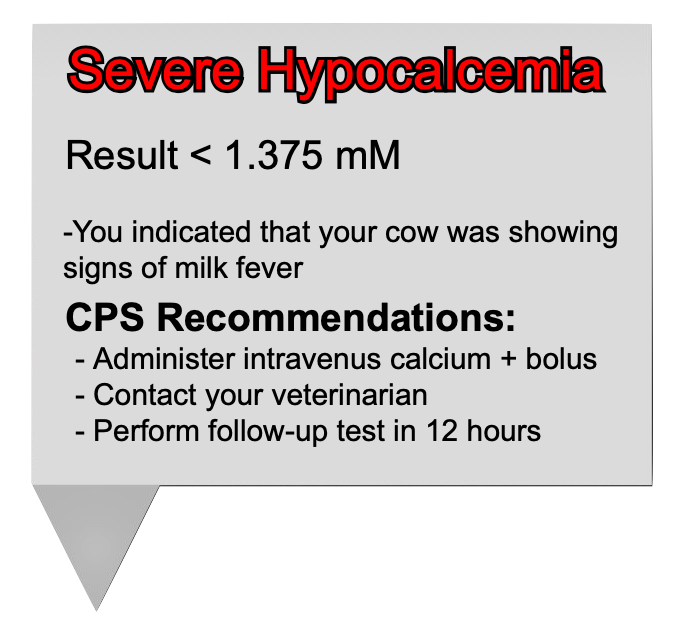 Severe Hypocalcemia
Result < 1.375 mM
-You indicated that your cow was showing
signs of milk fever
CPS Recommendations:
- Administer intravenus calcium + bolus
- Contact your veterinarian
- Perform follow-up test in 12 hours